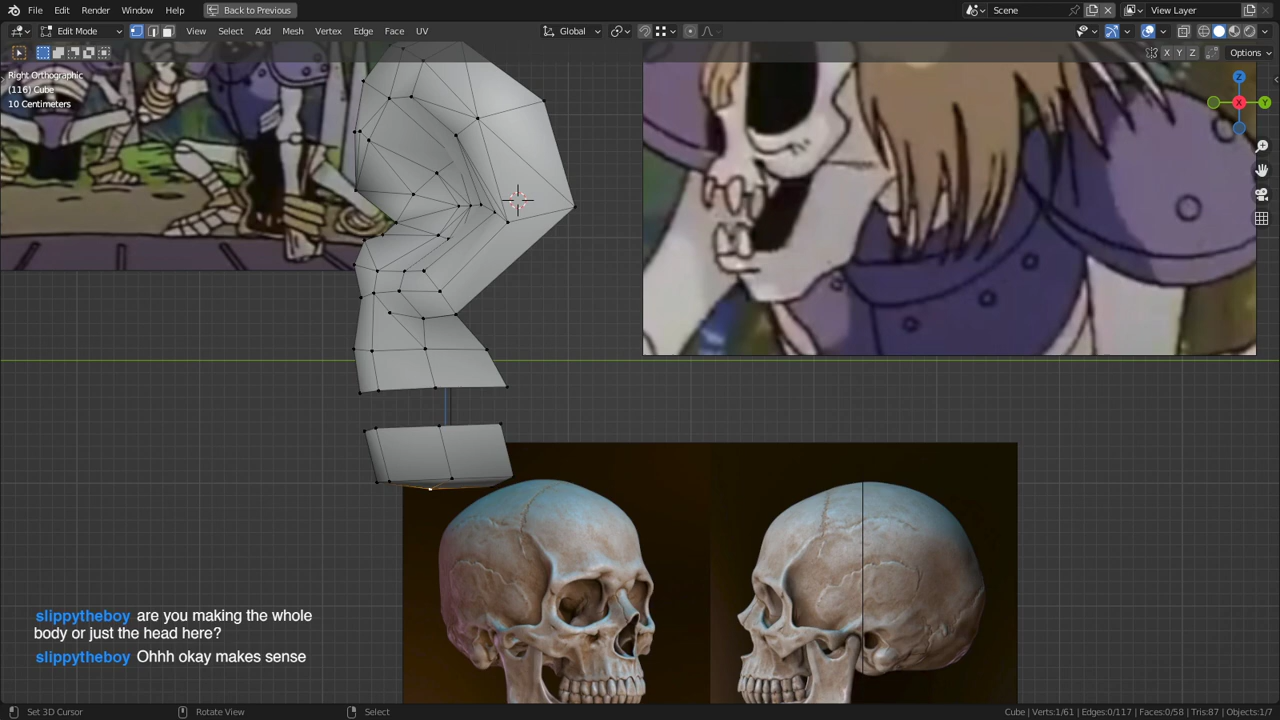 File Edit Render Window Help Back to Previous Scene View Layer
Edit Mode View Select Add Mesh Vertex Edge Face UV Global
X Y Z Options
Right Orthographic
(116) Cube
10 Centimeters
Z
X
Y
slippytheboy are you making the whole
body or just the head here?
slippytheboy Ohhh okay makes sense
Set 3D Cursor Rotate View Select Cube | Verts:1/61 | Edges:0/117 | Faces:0/58 | Tris:87 | Objects:1/7